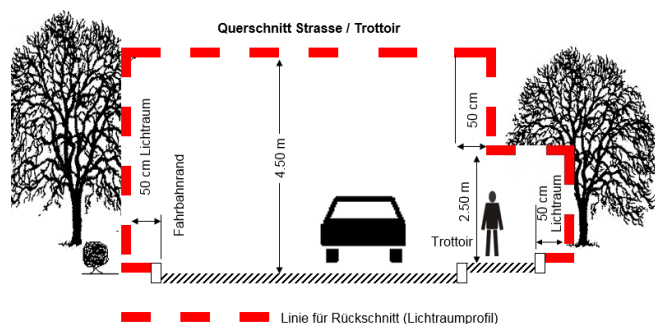 Querschnitt Strasse / Trottoir
50 cm Lichtraum
Fahrbahnrand
4.50 m
50 cm
2.50 m
Trottoir
50 cm
Lichtraum
Linie für Rückschnitt (Lichtraumprofil)